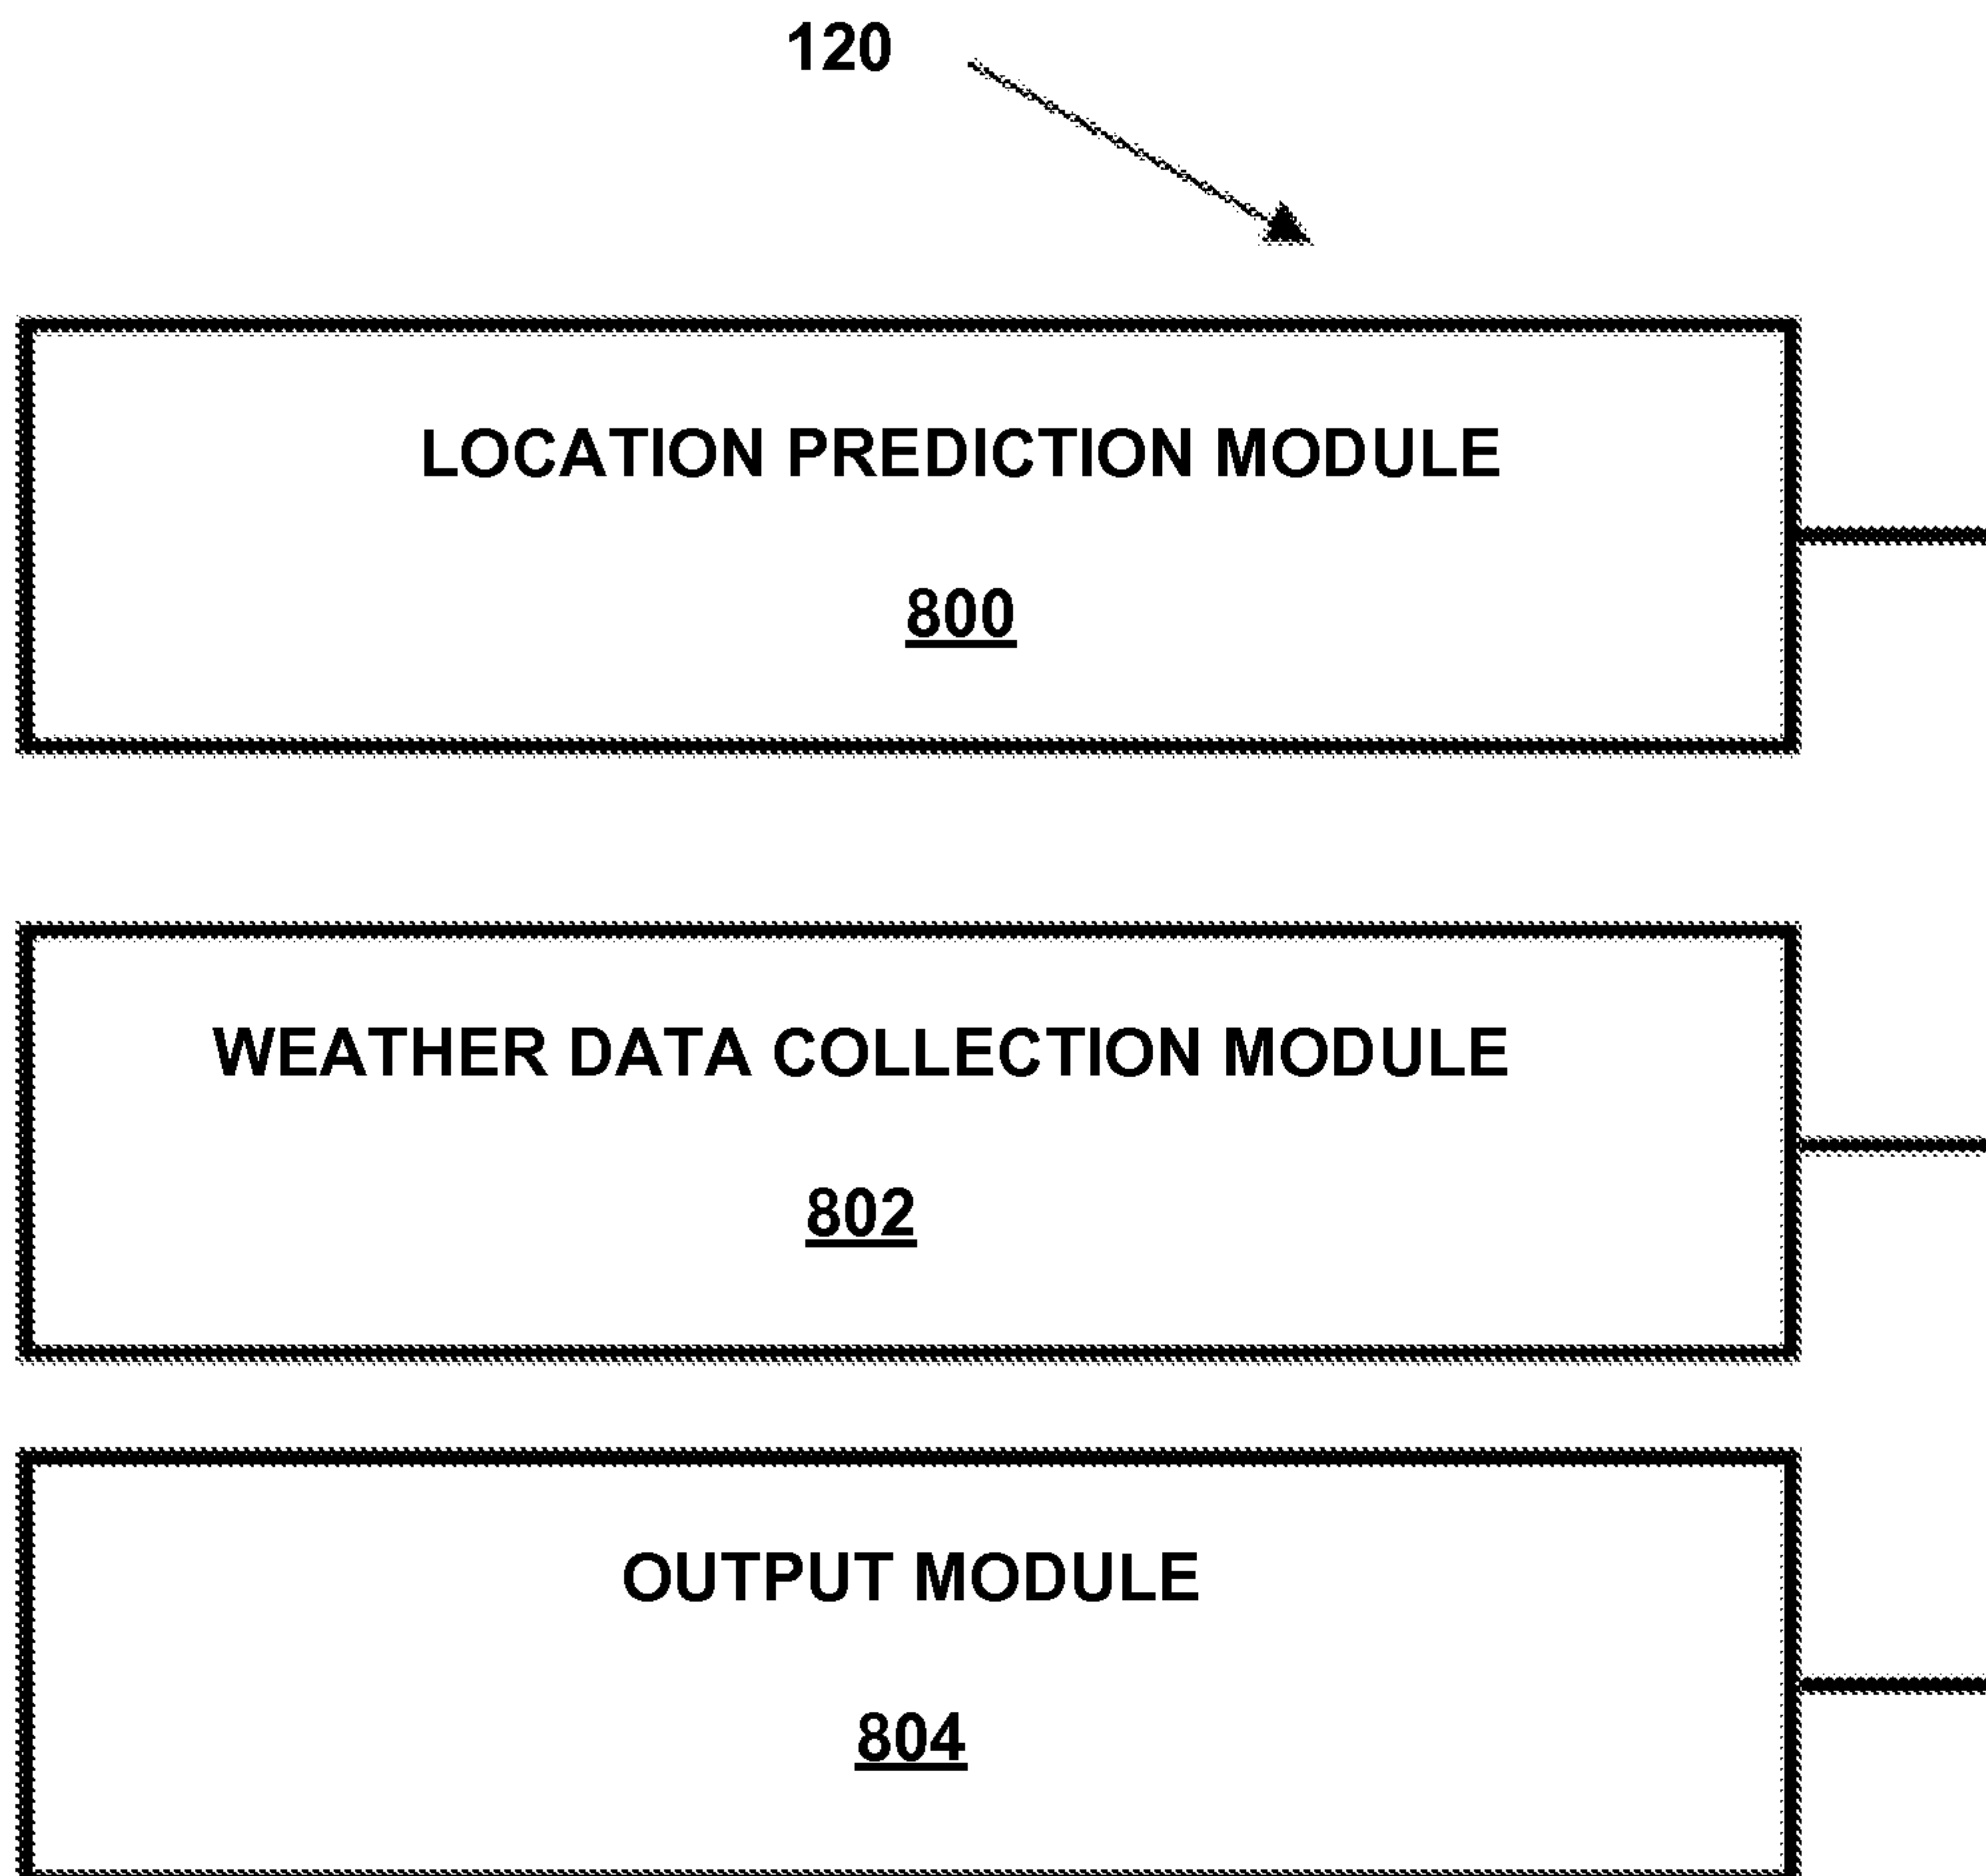 120
LOCATION PREDICTION MODULE
800
WEATHER DATA COLLECTION MODULE
802
OUTPUT MODULE
804